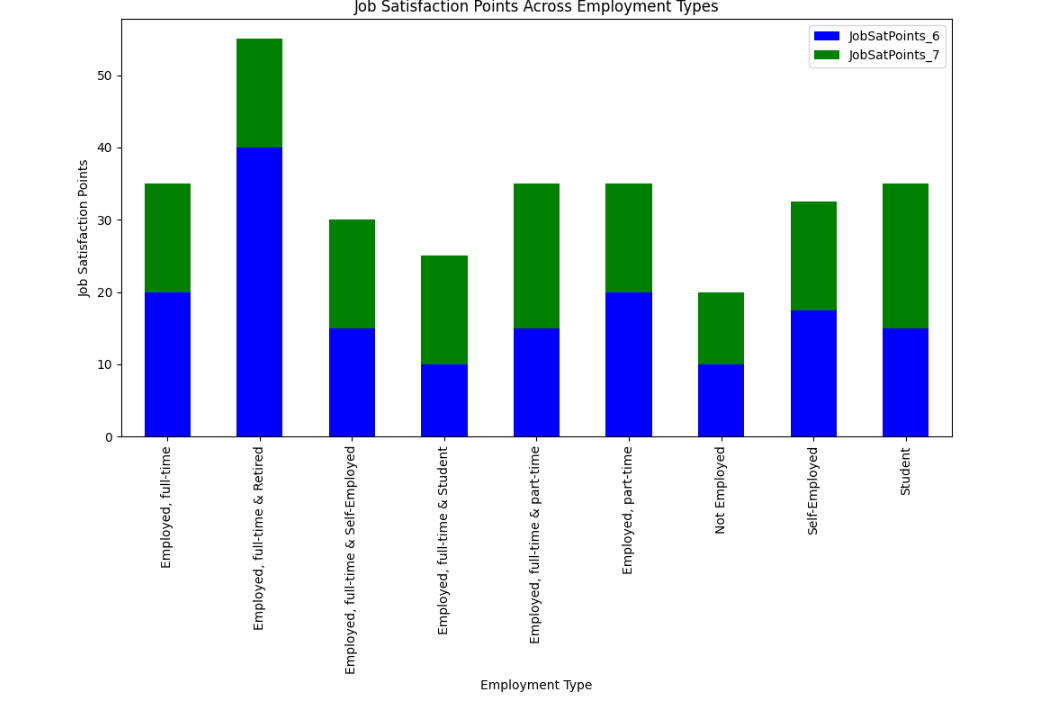 Job Satisfaction Points Across Employment Types
JobSatPoints_6
JobSatPoints_7
Job Satisfaction Points
50
40
30
20
10
0
Employed, full-time
Employed, full-time & Retired
Employed, full-time & Self-Employed
Employed, full-time & Student
Employed, full-time & part-time
Employed, part-time
Not Employed
Self-Employed
Student
Employment Type